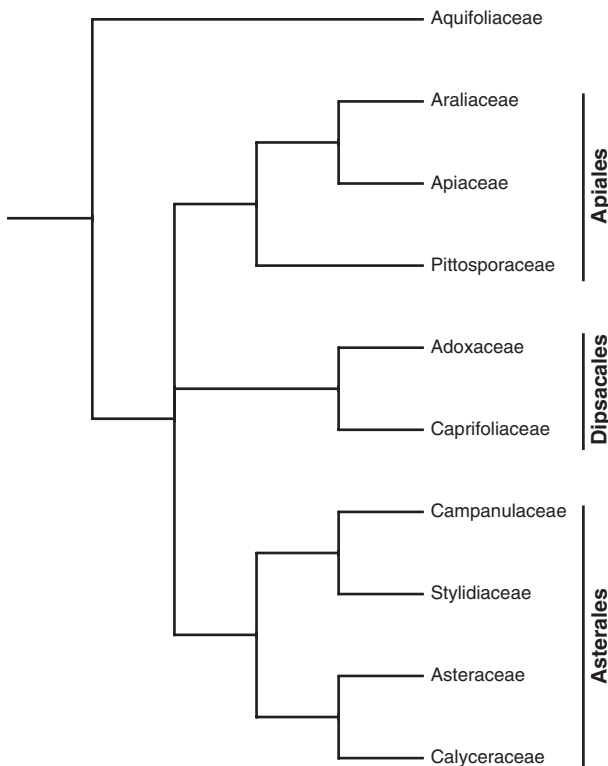 Aquifoliaceae
Araliaceae
Apiaceae
Pittosporaceae
Apiales
Adoxaceae
Caprifoliaceae
Dipsacales
Campanulaceae
Stylidiaceae
Asteraceae
Calyceraceae
Asterales